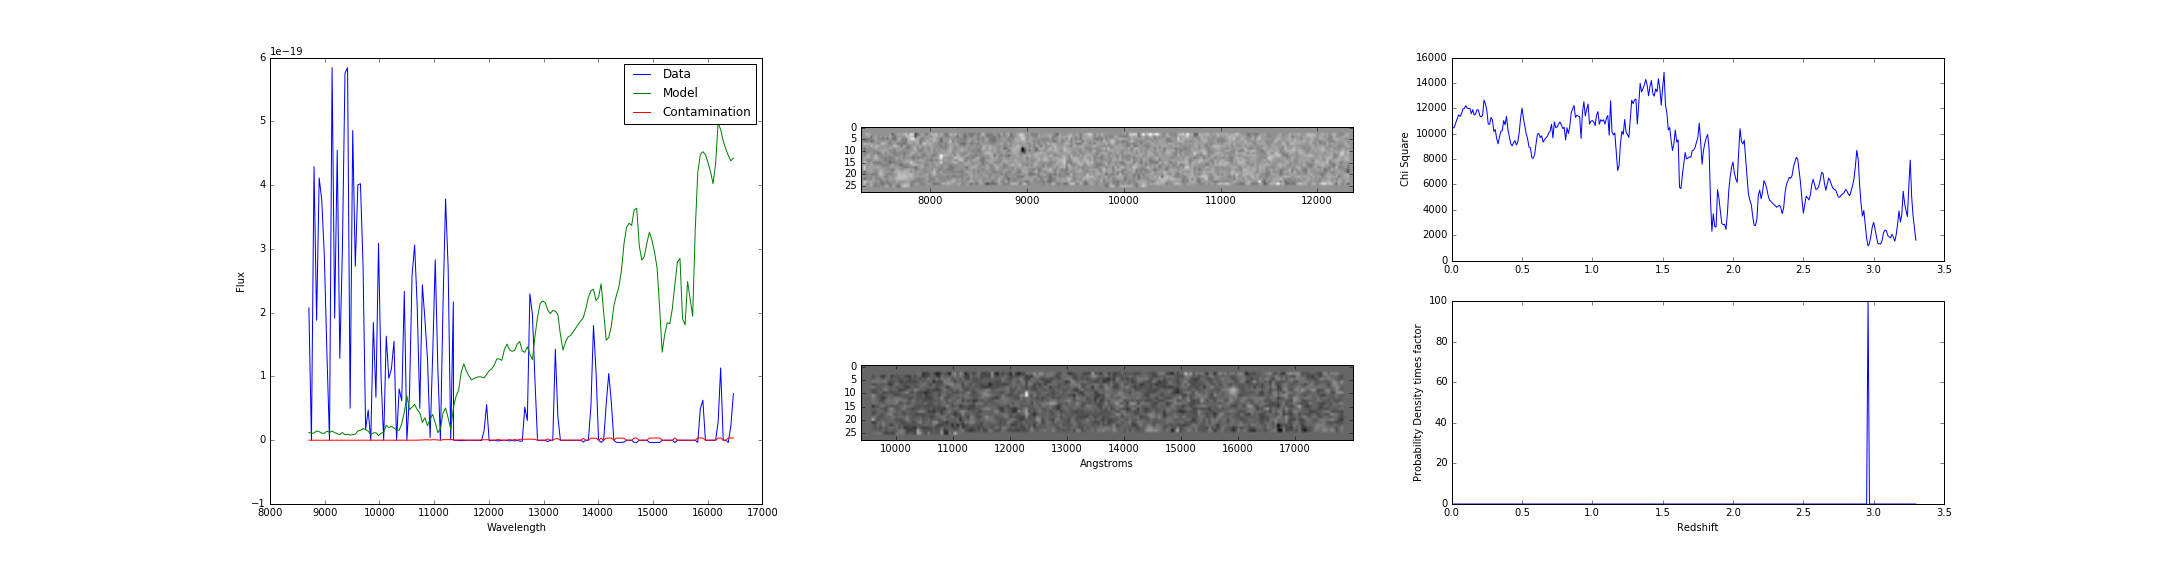 1e−19
6
5
4
3
2
1
0
−1
Flux
8000 9000 10000 11000 12000 13000 14000 15000 16000 17000
Wavelength
Data
Model
Contamination
0
5
10
15
20
25
8000 9000 10000 11000 12000
0
5
10
15
20
25
10000 11000 12000 13000 14000 15000 16000 17000
Angstroms
16000
14000
12000
10000
8000
6000
4000
2000
0
Chi Square
0.0 0.5 1.0 1.5 2.0 2.5 3.0 3.5
100
80
60
40
20
0
Probability Density times factor
0.0 0.5 1.0 1.5 2.0 2.5 3.0 3.5
Redshift